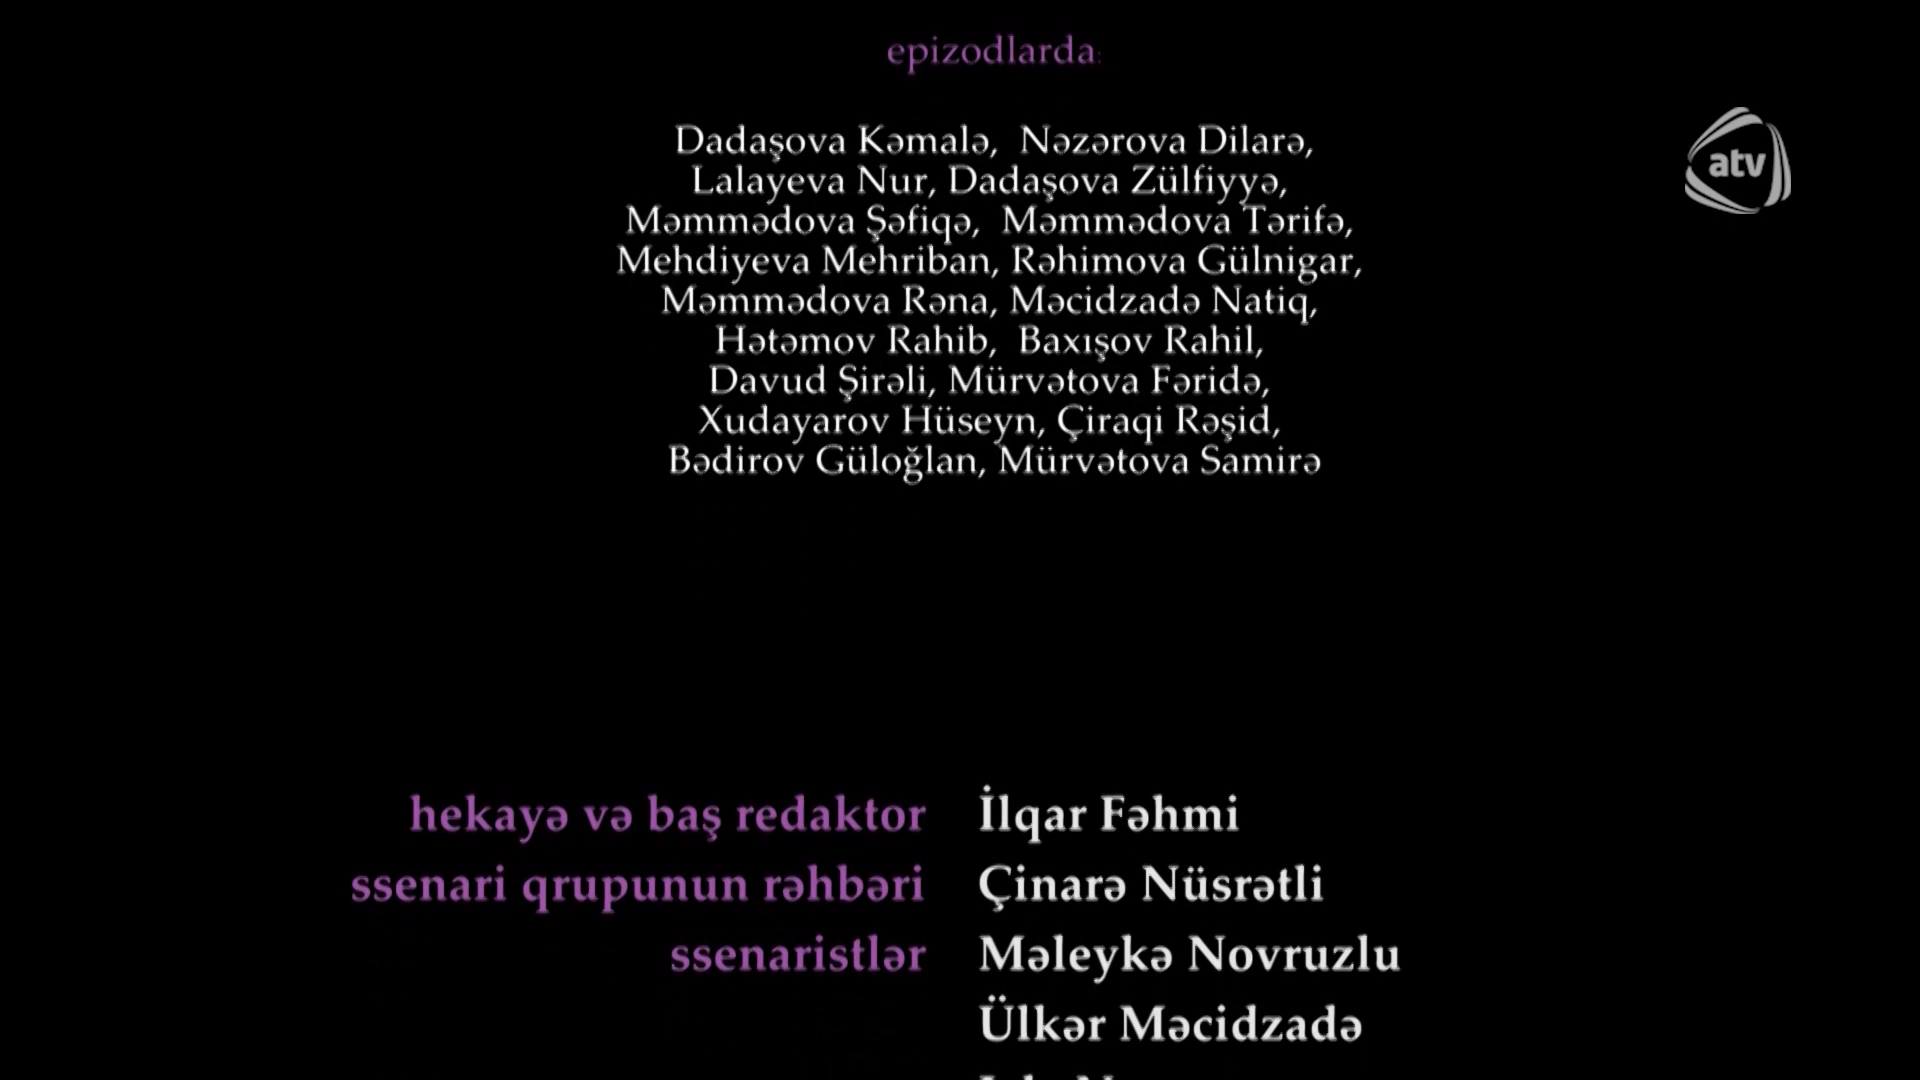 epizodlarda:
atv
Dadaşova Kəmalə, Nəzərova Dilarə,
Lalayeva Nur, Dadaşova Zülfiyyə,
Məmmədova Şəfiqə, Məmmədova Tərifə,
Mehdiyeva Mehriban, Rəhimova Gülnigar,
Məmmədova Rəna, Məcidzadə Natiq,
Hətəmov Rahib, Baxışov Rahil,
Davud Şirəli, Mürvətova Fəridə,
Xudayarov Hüseyn, Çiraqi Rəşid,
Bədirov Güloğlan, Mürvətova Samirə
hekayə və baş redaktor İlqar Fəhmi
ssenari qrupunun rəhbəri Çinarə Nüsrətli
ssenaristlər Məleykə Novruzlu
Ülkər Məcidzadə